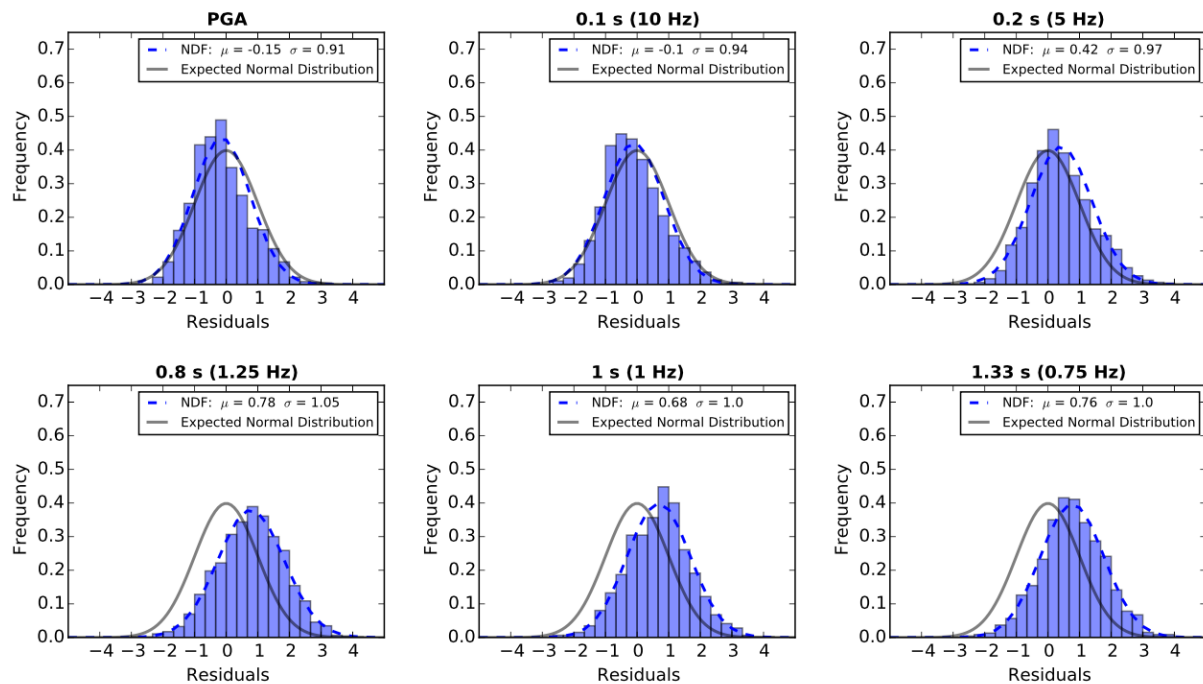 PGA
NDF: μ = -0.15 σ = 0.91
Expected Normal Distribution
Frequency
0.7
0.6
0.5
0.4
0.3
0.2
0.1
0.0
−4 −3 −2 −1 0 1 2 3 4
Residuals
0.1 s (10 Hz)
NDF: μ = -0.1 σ = 0.94
Expected Normal Distribution
Frequency
0.7
0.6
0.5
0.4
0.3
0.2
0.1
0.0
−4 −3 −2 −1 0 1 2 3 4
Residuals
0.2 s (5 Hz)
NDF: μ = 0.42 σ = 0.97
Expected Normal Distribution
Frequency
0.7
0.6
0.5
0.4
0.3
0.2
0.1
0.0
−4 −3 −2 −1 0 1 2 3 4
Residuals
0.8 s (1.25 Hz)
NDF: μ = 0.78 σ = 1.05
Expected Normal Distribution
Frequency
0.7
0.6
0.5
0.4
0.3
0.2
0.1
0.0
−4 −3 −2 −1 0 1 2 3 4
Residuals
1 s (1 Hz)
NDF: μ = 0.68 σ = 1.0
Expected Normal Distribution
Frequency
0.7
0.6
0.5
0.4
0.3
0.2
0.1
0.0
−4 −3 −2 −1 0 1 2 3 4
Residuals
1.33 s (0.75 Hz)
NDF: μ = 0.76 σ = 1.0
Expected Normal Distribution
Frequency
0.7
0.6
0.5
0.4
0.3
0.2
0.1
0.0
−4 −3 −2 −1 0 1 2 3 4
Residuals